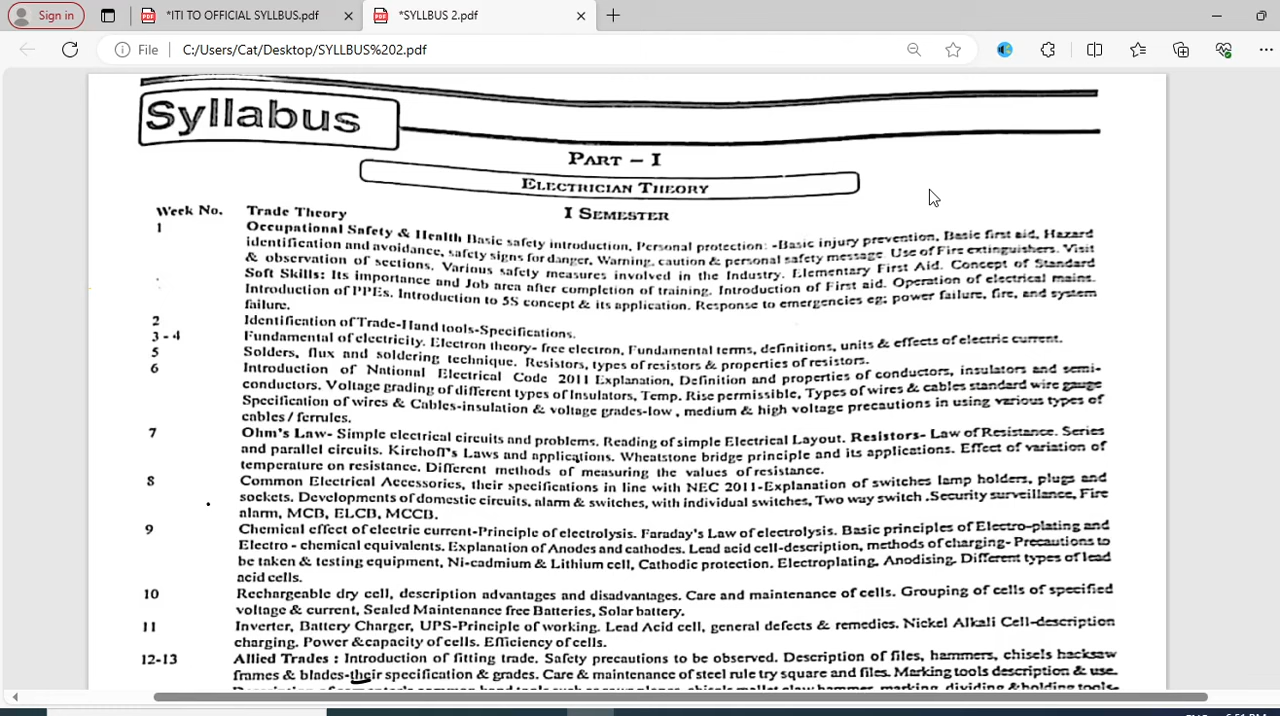 Sign in
*ITI TO OFFICIAL SYLLBUS.pdf
*SYLLBUS 2.pdf
File
C:/Users/Cat/Desktop/SYLLBUS%202.pdf
Syllabus
PART – I
ELECTRICIAN THEORY
I SEMESTER
Week No. Trade Theory
1 Occupational Safety & Health Basic safety introduction, Personal protection: -Basic injury prevention, Basic first aid, Hazard
identification and avoidance, safety signs for danger, Warning, caution & personal safety message. Use of Fire extinguishers. Visit
& observation of sections. Various safety measures involved in the Industry. Elementary First Aid. Concept of Standard
Soft Skills: Its importance and Job area after completion of training. Introduction of First aid. Operation of electrical mains.
Introduction of PPEs. Introduction to 5S concept & its application. Response to emergencies eg; power failure, fire, and system
failure.
2 Identification of Trade-Hand tools-Specifications.
3 - 4 Fundamental of electricity. Electron theory- free electron, Fundamental terms, definitions, units & effects of electric current.
5 Solders, flux and soldering technique. Resistors, types of resistors & properties of resistors.
6 Introduction of National Electrical Code 2011 Explanation, Definition and properties of conductors, insulators and semi-
conductors. Voltage grading of different types of Insulators, Temp. Rise permissible, Types of wires & cables standard wire gauge
Specification of wires & Cables-insulation & voltage grades-low , medium & high voltage precautions in using various types of
cables / ferrules.
7 Ohm's Law- Simple electrical circuits and problems. Reading of simple Electrical Layout. Resistors- Law of Resistance. Series
and parallel circuits. Kirchoff's Laws and applications. Wheatstone bridge principle and its applications. Effect of variation of
temperature on resistance. Different methods of measuring the values of resistance.
8 Common Electrical Accessories, their specifications in line with NEC 2011-Explanation of switches lamp holders, plugs and
sockets. Developments of domestic circuits, alarm & switches, with individual switches, Two way switch .Security surveillance, Fire
alarm, MCB, ELCB, MCCB.
9 Chemical effect of electric current-Principle of electrolysis. Faraday's Law of electrolysis. Basic principles of Electro-plating and
Electro - chemical equivalents. Explanation of Anodes and cathodes. Lead acid cell-description, methods of charging- Precautions to
be taken & testing equipment, Ni-cadmium & Lithium cell, Cathodic protection. Electroplating, Anodising. Different types of lead
acid cells.
10 Rechargeable dry cell, description advantages and disadvantages. Care and maintenance of cells. Grouping of cells of specified
voltage & current, Sealed Maintenance free Batteries, Solar battery.
11 Inverter, Battery Charger, UPS-Principle of working. Lead Acid cell, general defects & remedies. Nickel Alkali Cell-description
charging. Power & capacity of cells. Efficiency of cells.
12-13 Allied Trades : Introduction of fitting trade. Safety precautions to be observed. Description of files, hammers, chisels hacksaw
frames & blades-their specification & grades. Care & maintenance of steel rule try square and files. Marking tools description & use.